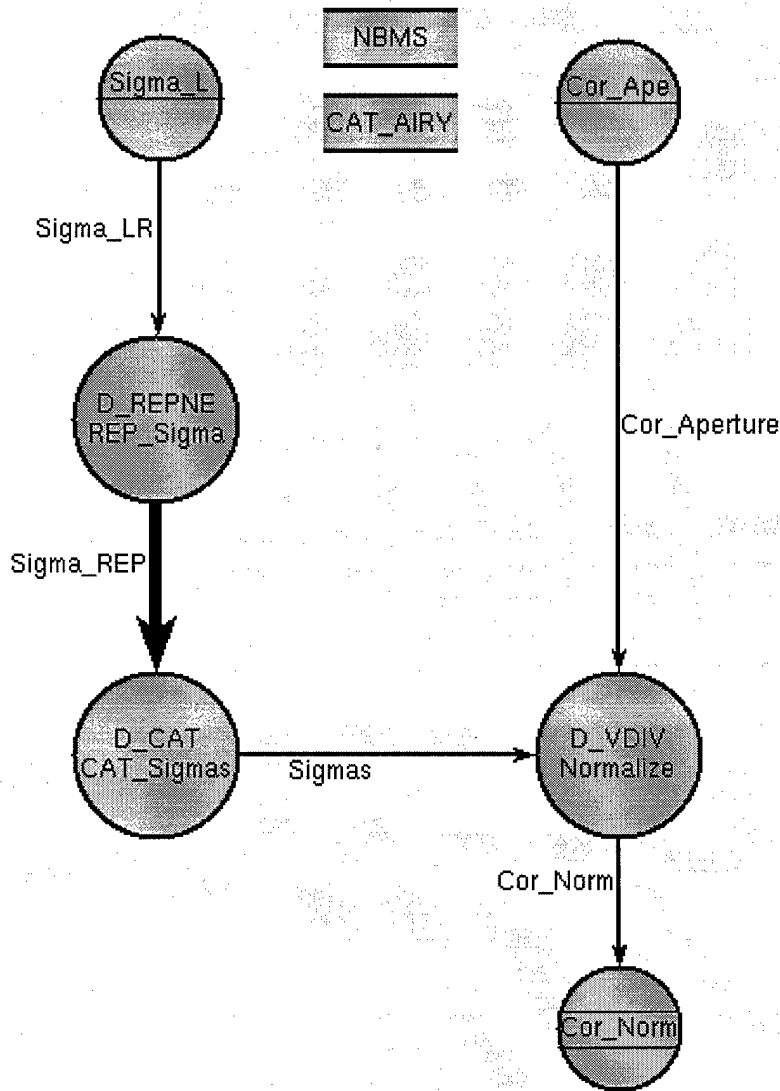 NBMS
Sigma_L
Cor_Ape
CAT_AIRY
Sigma_LR
D_REPNE
REP_Sigma
Cor_Aperture
Sigma_REP
D_CAT
CAT_Sigmas
Sigmas
D_VDIV
Normalize
Cor_Norm
Cor_Norm